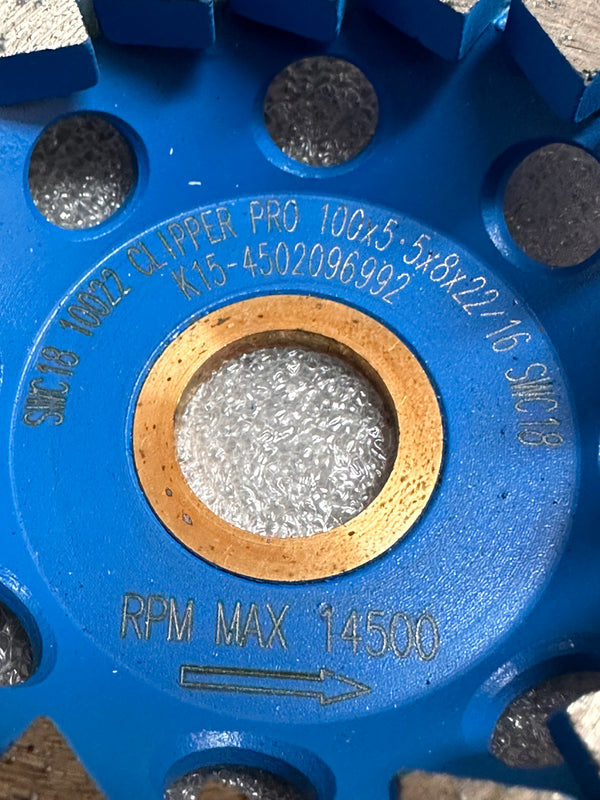 SWC18 10022 CLIPPER PRO 100x5.5x8x22/16 SWC18
K15-4502096992
RPM MAX 14500